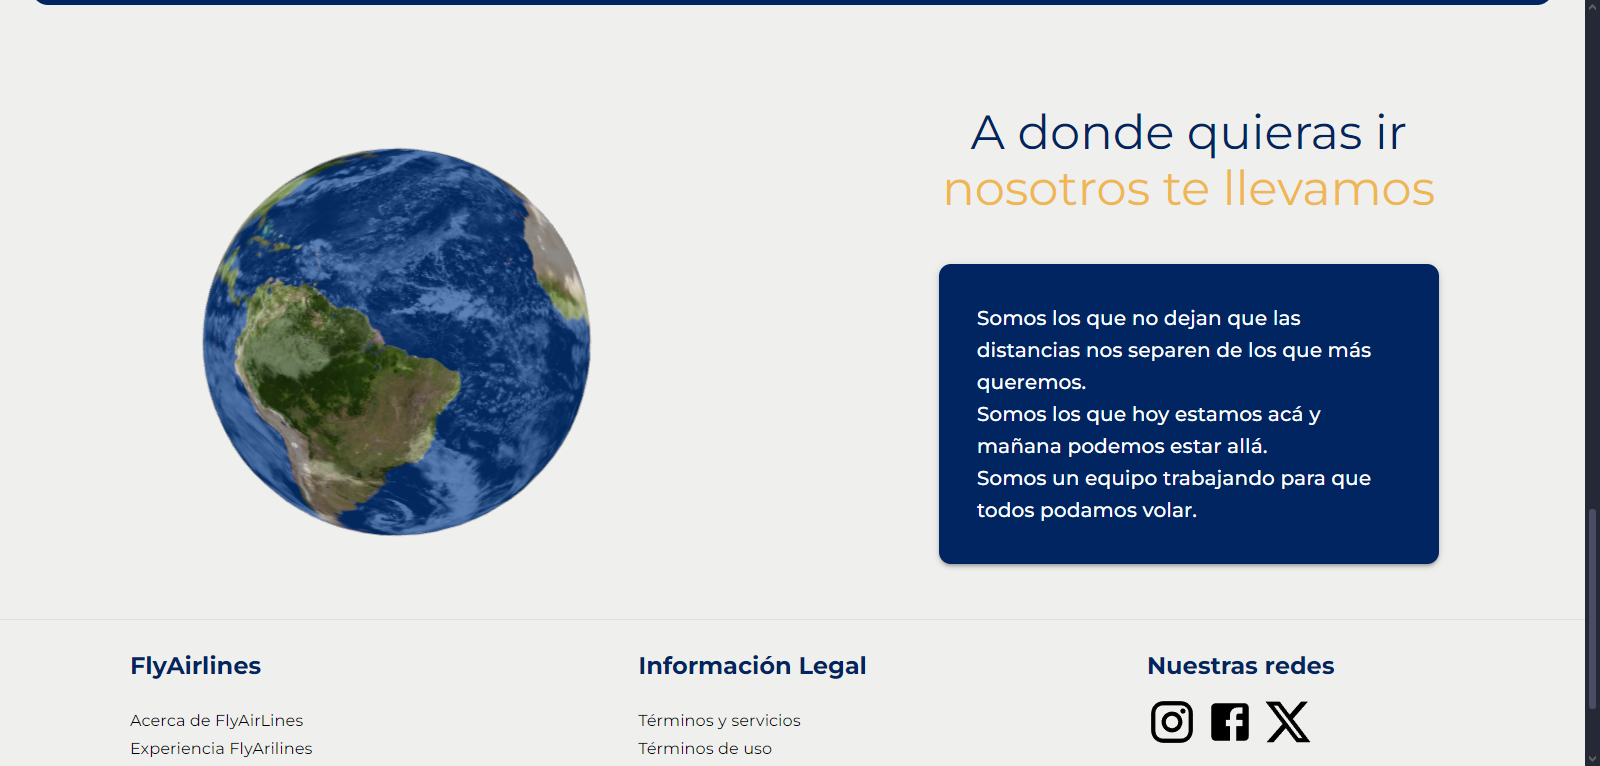 A donde quieras ir
nosotros te llevamos
Somos los que no dejan que las
distancias nos separen de los que más
queremos.
Somos los que hoy estamos acá y
mañana podemos estar allá.
Somos un equipo trabajando para que
todos podamos volar.
FlyAirlines
Acerca de FlyAirLines
Experiencia FlyArilines
Información Legal
Términos y servicios
Términos de uso
Nuestras redes